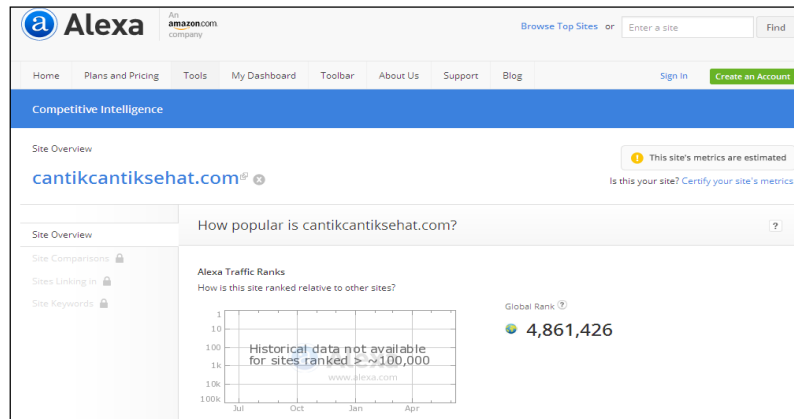 a Alexa An amazon.com company
Browse Top Sites or Enter a site Find
Home Plans and Pricing Tools My Dashboard Toolbar About Us Support Blog Sign In Create an Account
Competitive Intelligence
Site Overview
! This site's metrics are estimated
cantikcantiksehat.com
Is this your site? Certify your site's metrics
Site Overview
Site Comparisons
Sites Linking in
Site Keywords
How popular is cantikcantiksehat.com? ?
Alexa Traffic Ranks
How is this site ranked relative to other sites?
Global Rank ?
4,861,426
1
10
100
1k
10k
100k
Historical data not available
for sites ranked > ~100,000
Alexa
www.alexa.com
Jul Oct Jan Apr